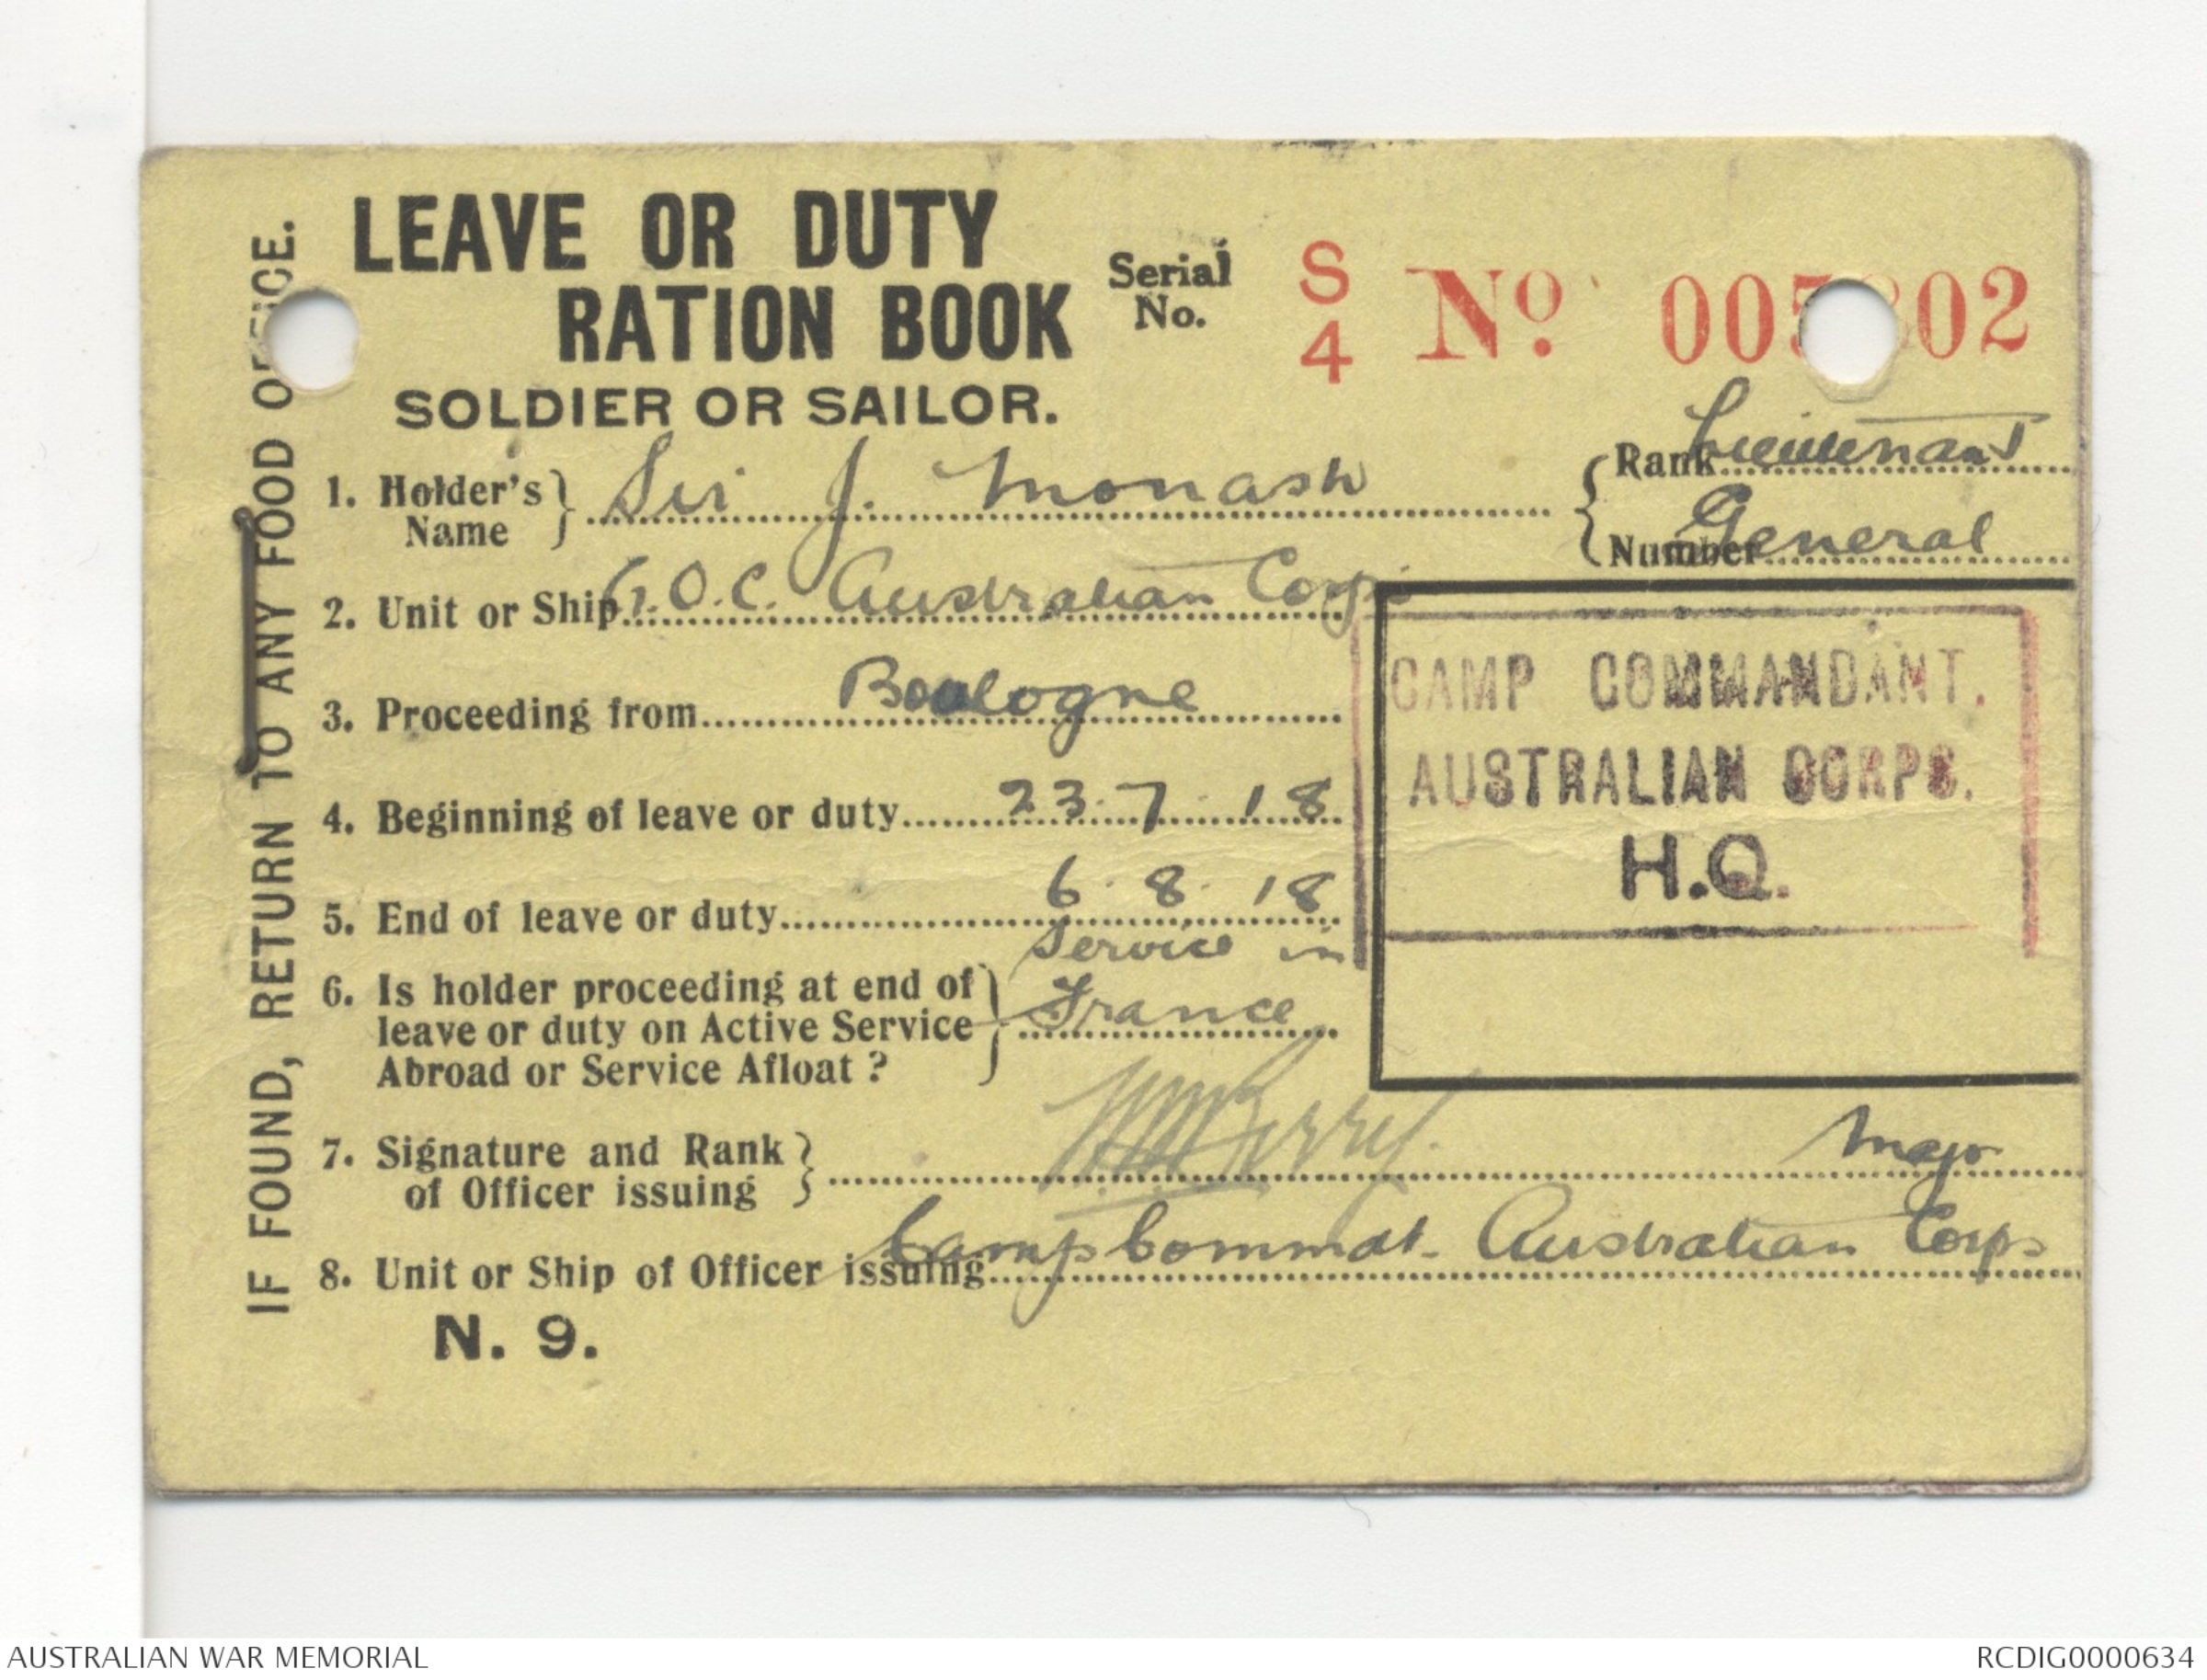 IF FOUND, RETURN TO ANY FOOD OFFICE.
LEAVE OR DUTY
RATION BOOK
SOLDIER OR SAILOR.
Serial No. S 4 Nº 005 02
1. Holder's Name Sir J. Monash
Rank Lieutenant
Number General
2. Unit or Ship G.O.C. Australian Corps
3. Proceeding from Boulogne
4. Beginning of leave or duty 23.7.18
5. End of leave or duty 6.8.18
6. Is holder proceeding at end of leave or duty on Active Service Abroad or Service Afloat? Service in France
CAMP COMMANDANT.
AUSTRALIAN CORPS.
H.Q.
7. Signature and Rank of Officer issuing Berry. Major
8. Unit or Ship of Officer issuing Camp Commdt. Australian Corps
N. 9.
AUSTRALIAN WAR MEMORIAL
RCDIG0000634